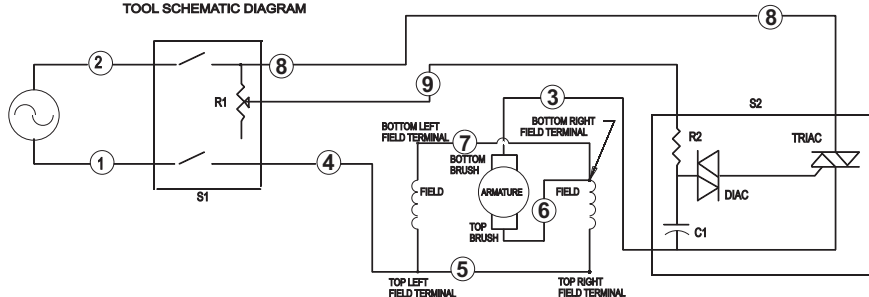 TOOL SCHEMATIC DIAGRAM
8
2
8
R1
9
3
S2
BOTTOM RIGHT
FIELD TERMINAL
BOTTOM LEFT
FIELD TERMINAL
7
R2
TRIAC
1
4
BOTTOM
BRUSH
S1
FIELD
ARMATURE
FIELD
DIAC
6
TOP
BRUSH
C1
5
TOP LEFT
FIELD TERMINAL
TOP RIGHT
FIELD TERMINAL